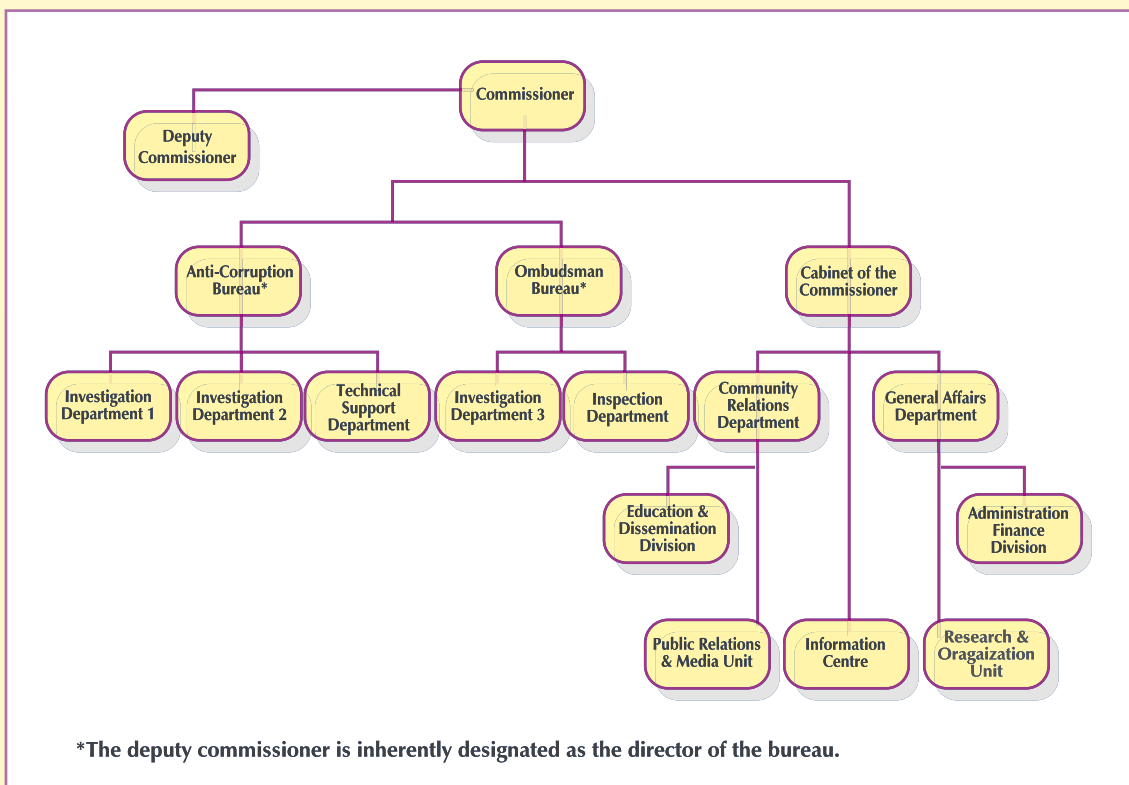 Commissioner
Deputy
Commissioner
Anti-Corruption
Bureau*
Ombudsman
Bureau*
Cabinet of the
Commissioner
Investigation
Department 1
Investigation
Department 2
Technical
Support
Department
Investigation
Department 3
Inspection
Department
Community
Relations
Department
General Affairs
Department
Education &
Dissemination
Division
Administration
Finance
Division
Public Relations
& Media Unit
Information
Centre
Research &
Oragaization
Unit
*The deputy commissioner is inherently designated as the director of the bureau.